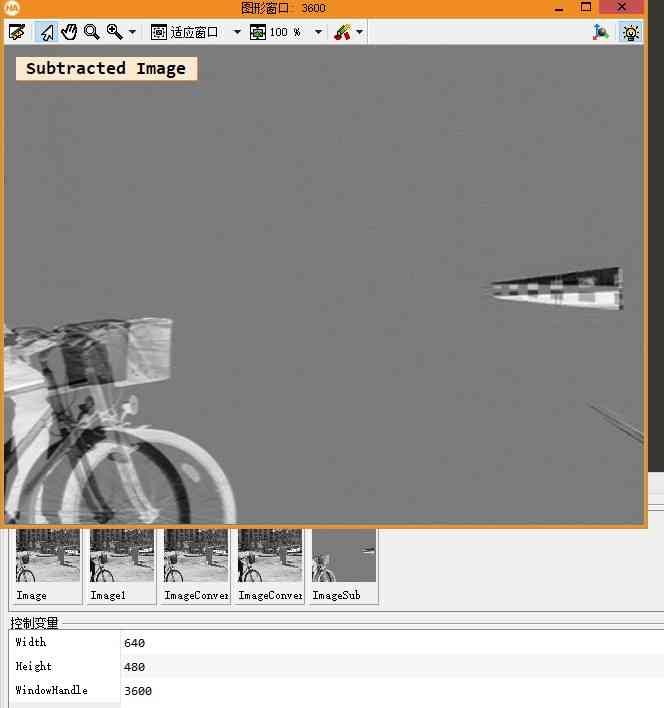 图形窗口: 3600
适应窗口
100 %
Subtracted Image
Image
Image1
ImageConver
ImageConver
ImageSub
控制变量
Width
640
Height
480
WindowHandle
3600